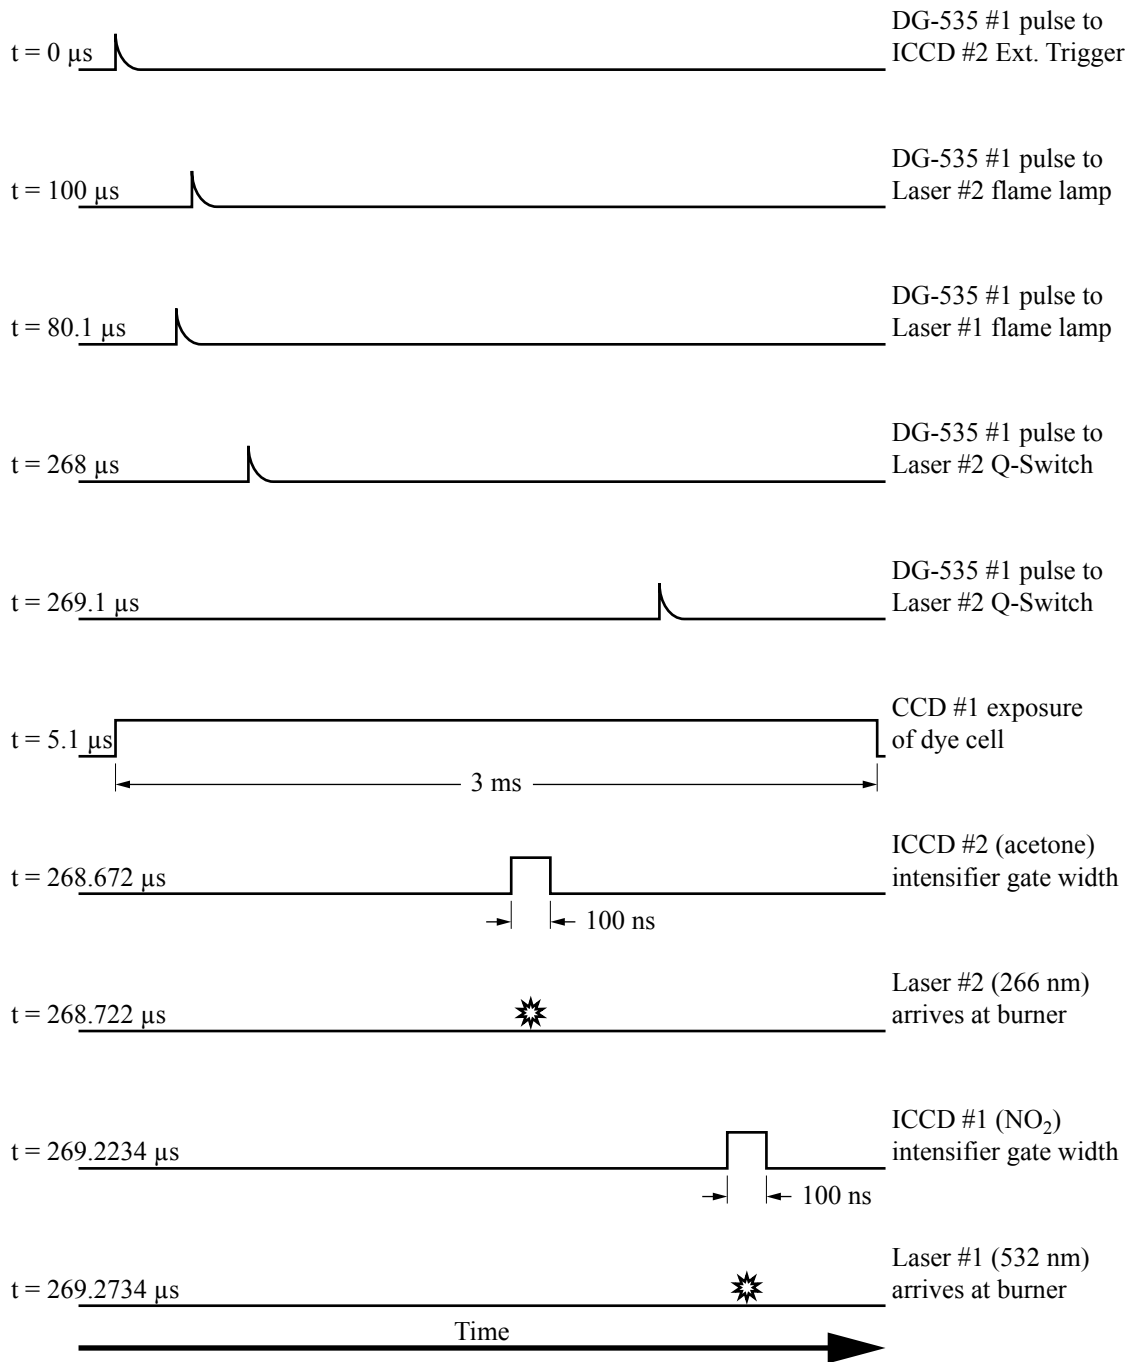 t = 0 µs
DG-535 #1 pulse to
ICCD #2 Ext. Trigger
t = 100 µs
DG-535 #1 pulse to
Laser #2 flame lamp
t = 80.1 µs
DG-535 #1 pulse to
Laser #1 flame lamp
t = 268 µs
DG-535 #1 pulse to
Laser #2 Q-Switch
t = 269.1 µs
DG-535 #1 pulse to
Laser #2 Q-Switch
t = 5.1 µs
CCD #1 exposure
of dye cell
3 ms
t = 268.672 µs
ICCD #2 (acetone)
intensifier gate width
100 ns
t = 268.722 µs
Laser #2 (266 nm)
arrives at burner
t = 269.2234 µs
ICCD #1 (NO₂)
intensifier gate width
100 ns
t = 269.2734 µs
Laser #1 (532 nm)
arrives at burner
Time